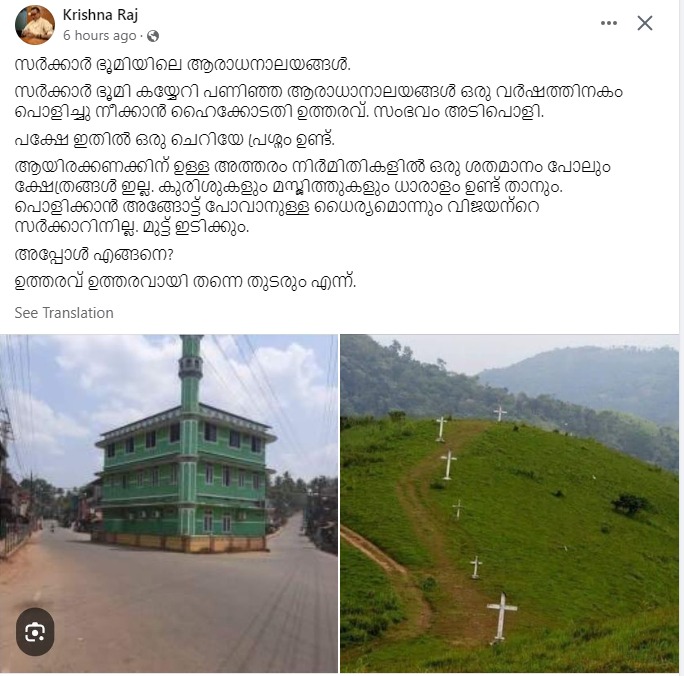 Krishna Raj
6 hours ago ·
സർക്കാർ ഭൂമിയിലെ ആരാധനാലയങ്ങൾ.
സർക്കാർ ഭൂമി കയ്യേറി പണിഞ്ഞ ആരാധാനാലയങ്ങൾ ഒരു വർഷത്തിനകം
പൊളിച്ചു നീക്കാൻ ഹൈക്കോടതി ഉത്തരവ്. സംഭവം അടിപൊളി.
പക്ഷേ ഇതിൽ ഒരു ചെറിയേ പ്രശ്നം ഉണ്ട്.
ആയിരക്കണക്കിന് ഉള്ള അത്തരം നിർമിതികളിൽ ഒരു ശതമാനം പോലും
ക്ഷേത്രങ്ങൾ ഇല്ല. കുരിശുകളും മസ്ജിത്തുകളും ധാരാളം ഉണ്ട് താനും.
പൊളിക്കാൻ അങ്ങോട്ട് പോവാനുള്ള ധൈര്യമൊന്നും വിജയന്റെ
സർക്കാറിനില്ല. മുട്ട് ഇടിക്കും.
അപ്പോൾ എങ്ങനെ?
ഉത്തരവ് ഉത്തരവായി തന്നെ തുടരും എന്ന്.
See Translation